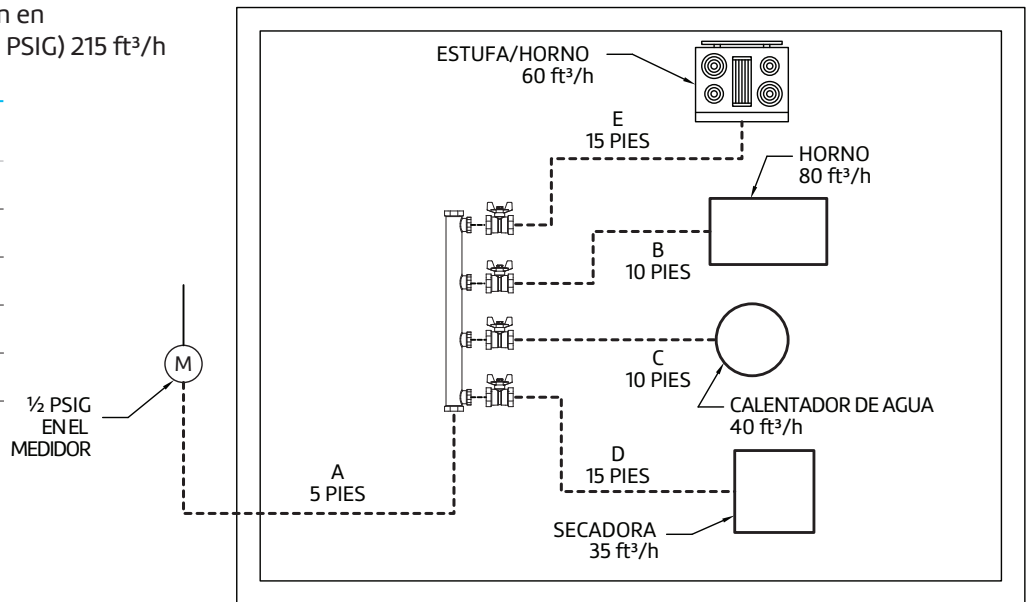 n en
PSIG) 215 ft³/h
ESTUFA/HORNO
60 ft³/h
E
15 PIES
HORNO
80 ft³/h
B
10 PIES
C
10 PIES
M
½ PSIG
EN EL
MEDIDOR
CALENTADOR DE AGUA
40 ft³/h
A
5 PIES
D
15 PIES
SECADORA
35 ft³/h